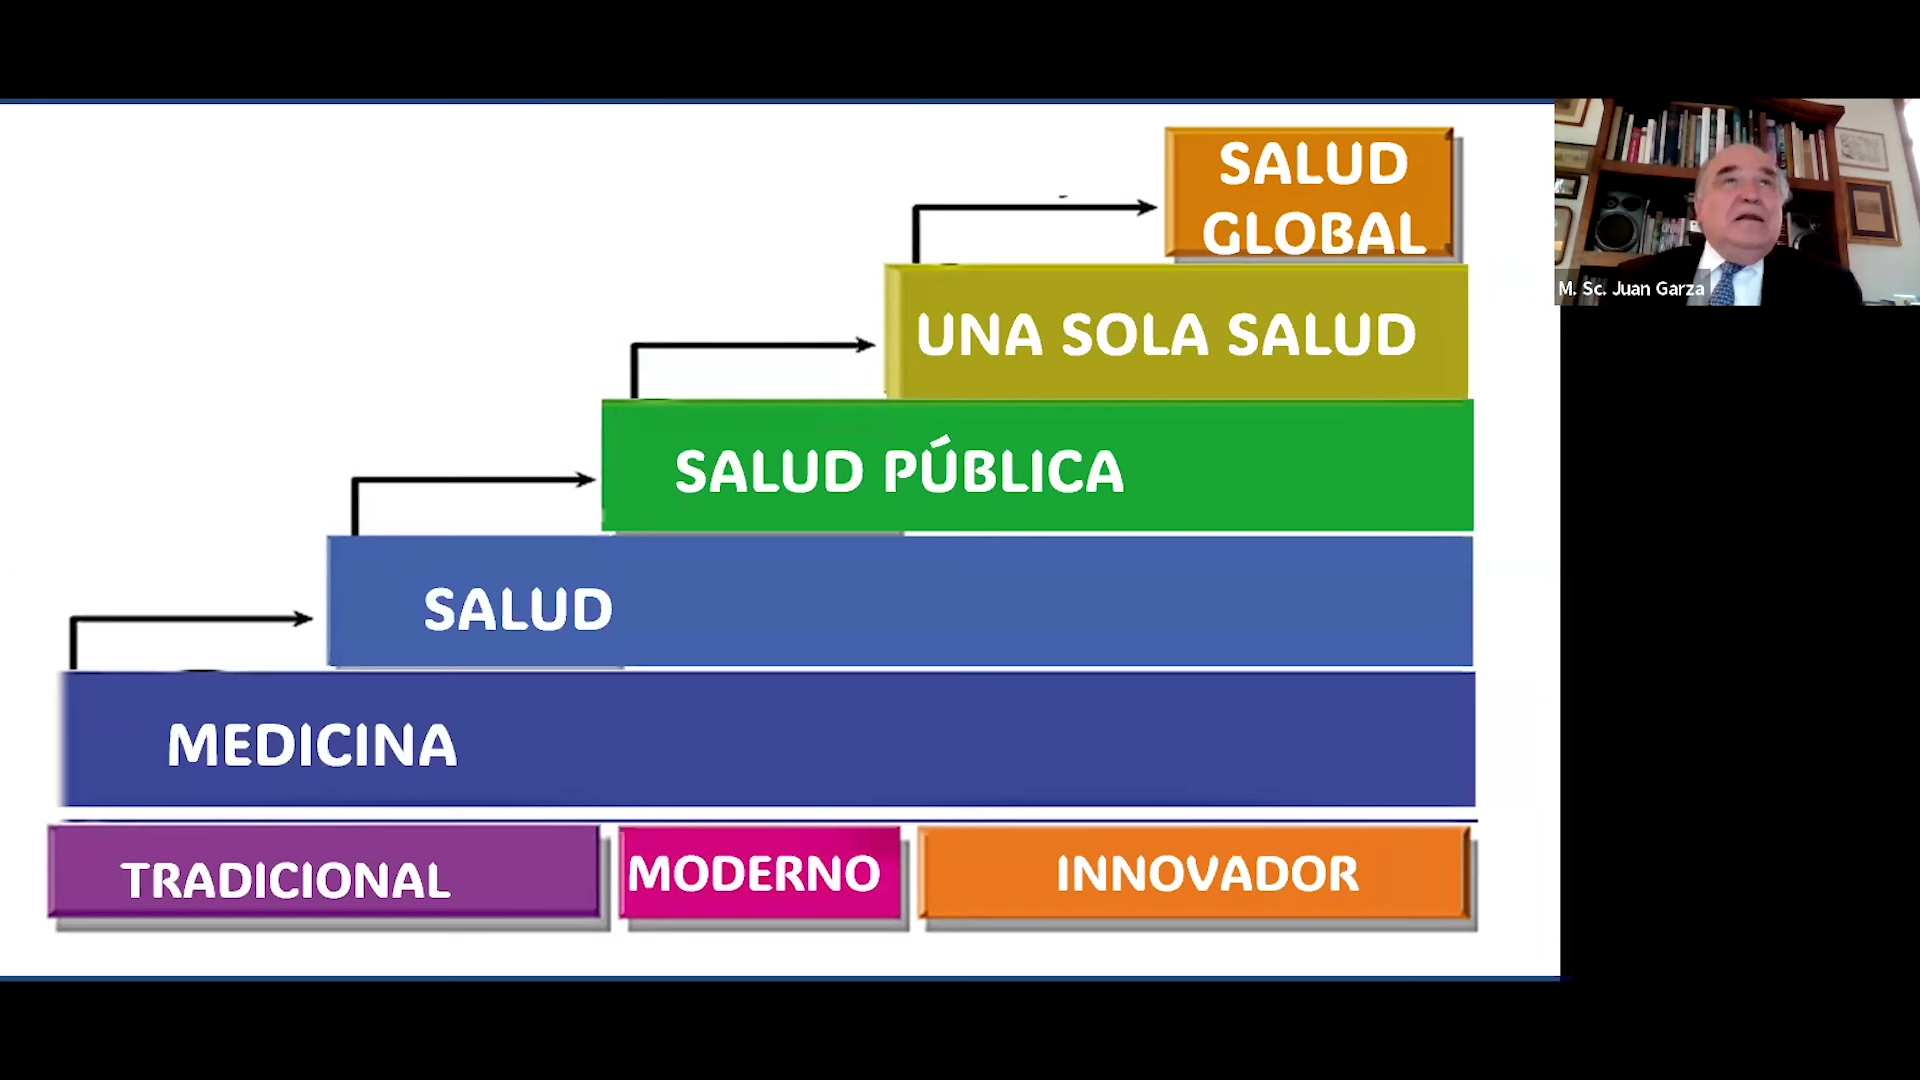 SALUD
GLOBAL
UNA SOLA SALUD
SALUD PÚBLICA
SALUD
MEDICINA
TRADICIONAL
MODERNO
INNOVADOR
M. Sc. Juan Garza